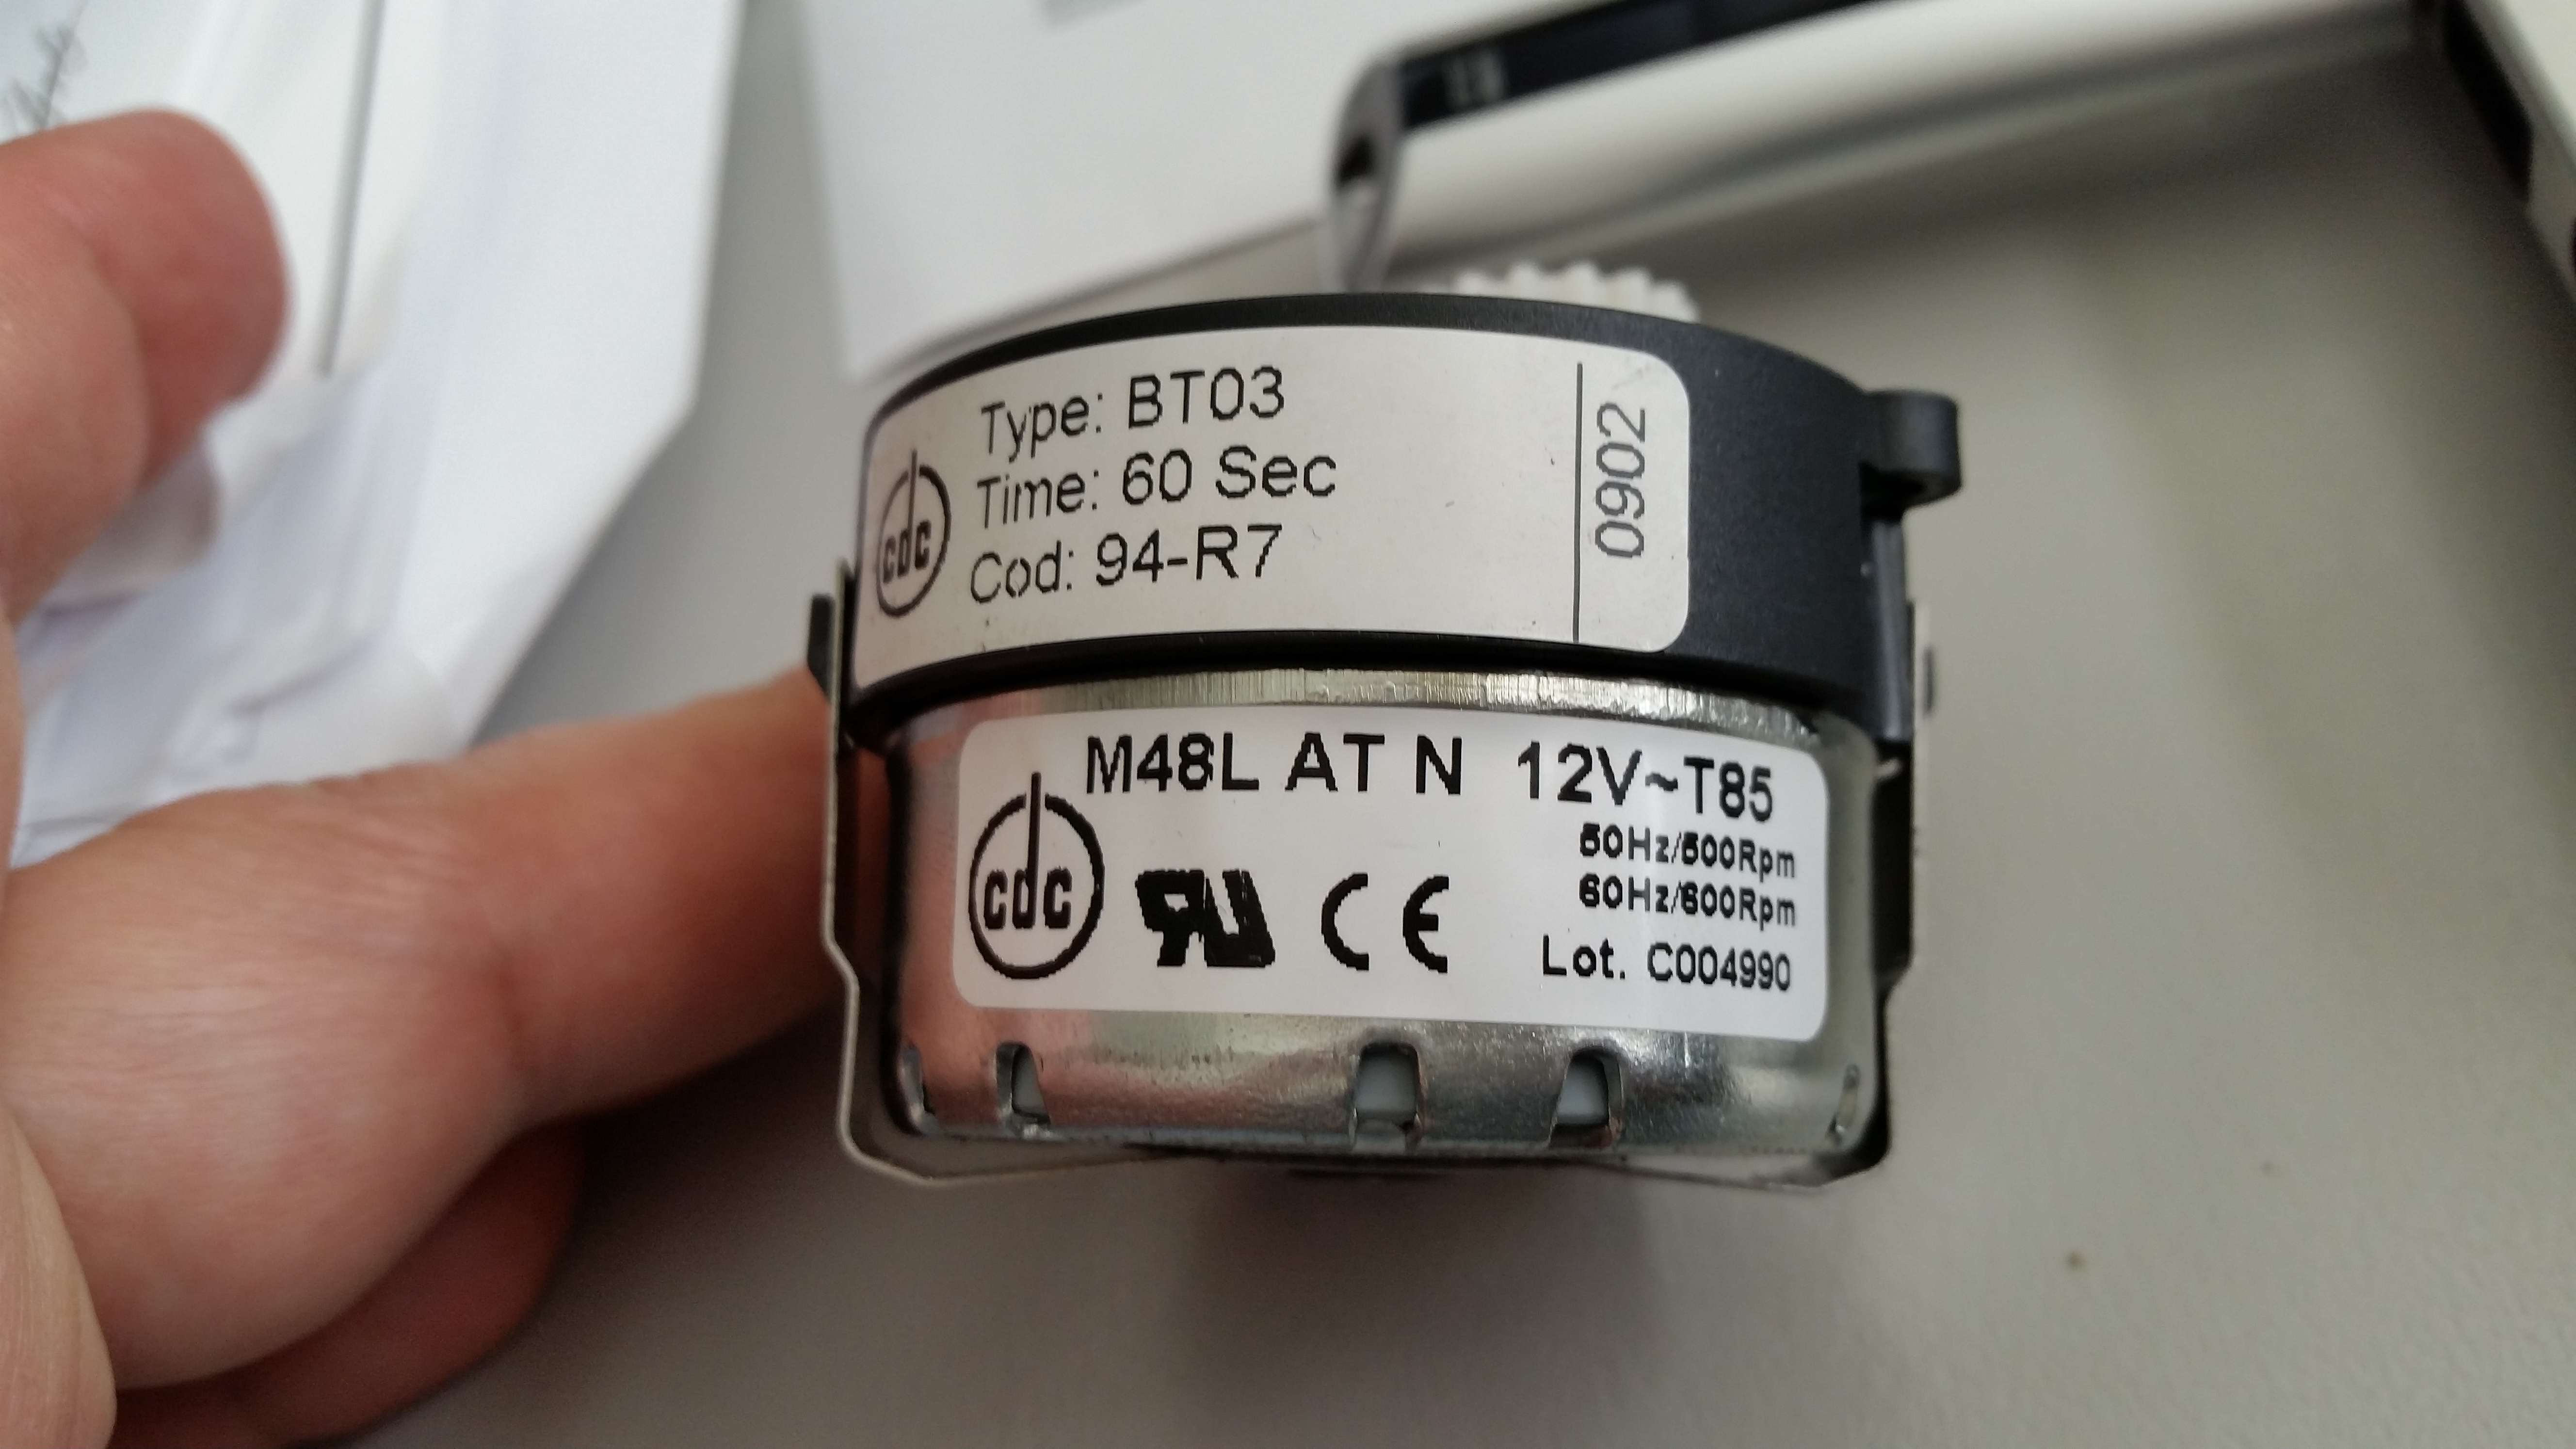 Type: BT03
Time: 60 Sec
Cod: 94-R7
cdc
0902
M48L AT N 12V~T85
50Hz/500Rpm
60Hz/600Rpm
cdc
CE
Lot. C004990